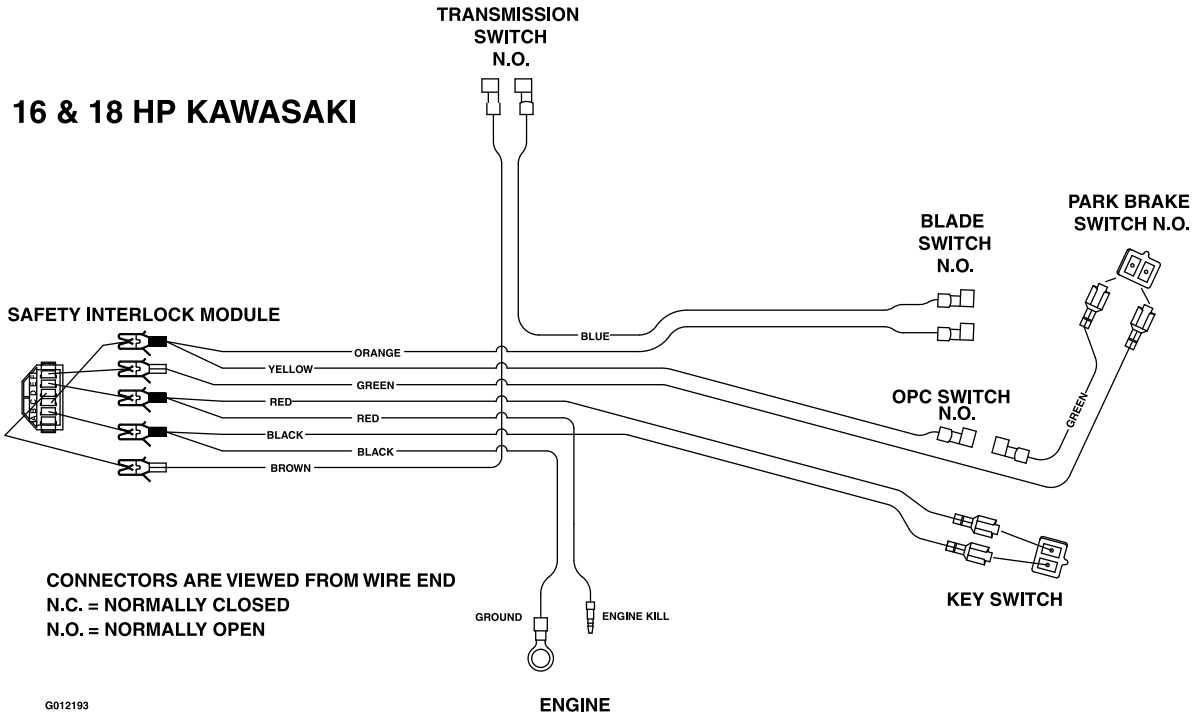 TRANSMISSION
SWITCH
N.O.
16 & 18 HP KAWASAKI
PARK BRAKE
SWITCH N.O.
BLADE
SWITCH
N.O.
SAFETY INTERLOCK MODULE
BLUE
ORANGE
YELLOW
GREEN
RED
RED
BLACK
BLACK
BROWN
A B C D E F
OPC SWITCH
N.O.
GREEN
CONNECTORS ARE VIEWED FROM WIRE END
N.C. = NORMALLY CLOSED
N.O. = NORMALLY OPEN
KEY SWITCH
GROUND
ENGINE KILL
ENGINE
G012193